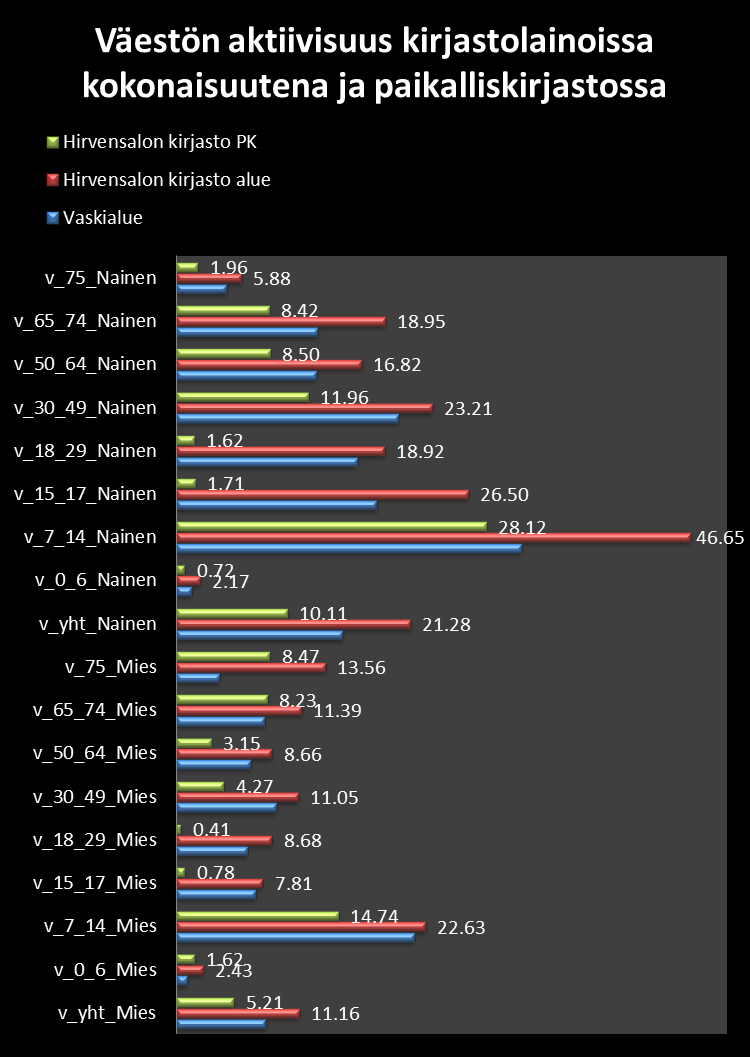 Väestön aktiivisuus kirjastolainoissa
kokonaisuutena ja paikalliskirjastossa
Hirvensalon kirjasto PK
Hirvensalon kirjasto alue
Vaskialue
v_75_Nainen 1.96 5.88
v_65_74_Nainen 8.42 18.95
v_50_64_Nainen 8.50 16.82
v_30_49_Nainen 11.96 23.21
v_18_29_Nainen 1.62 18.92
v_15_17_Nainen 1.71 26.50
v_7_14_Nainen 28.12 46.65
v_0_6_Nainen 0.72 2.17
v_yht_Nainen 10.11 21.28
v_75_Mies 8.47 13.56
v_65_74_Mies 8.23 11.39
v_50_64_Mies 3.15 8.66
v_30_49_Mies 4.27 11.05
v_18_29_Mies 0.41 8.68
v_15_17_Mies 0.78 7.81
v_7_14_Mies 14.74 22.63
v_0_6_Mies 1.62 2.43
v_yht_Mies 5.21 11.16